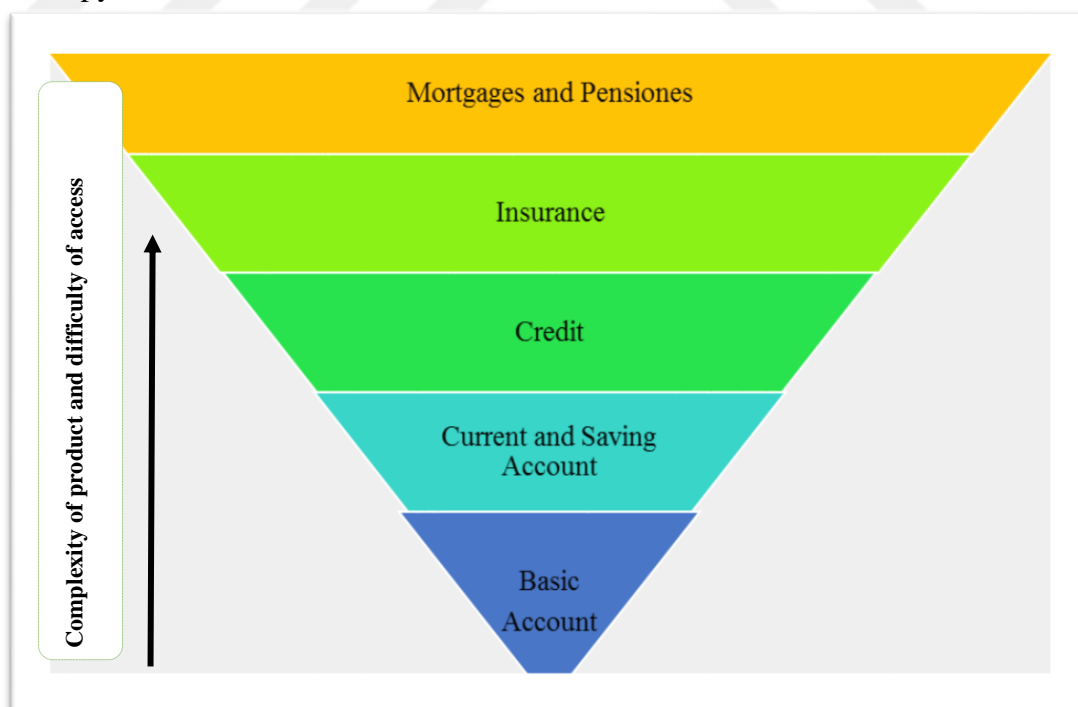 Complexity of product and difficulty of access
Mortgages and Pensiones
Insurance
Credit
Current and Saving
Account
Basic
Account